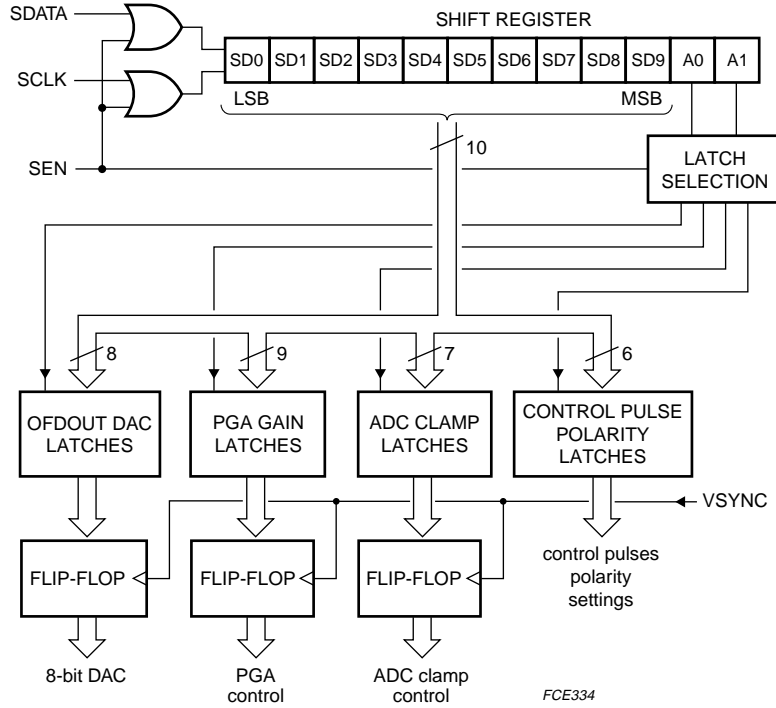 SDATA
SHIFT REGISTER
SD0 SD1 SD2 SD3 SD4 SD5 SD6 SD7 SD8 SD9 A0 A1
SCLK
LSB MSB
10
SEN
LATCH
SELECTION
8 9 7 6
OFDOUT DAC
LATCHES
PGA GAIN
LATCHES
ADC CLAMP
LATCHES
CONTROL PULSE
POLARITY
LATCHES
VSYNC
FLIP-FLOP
FLIP-FLOP
FLIP-FLOP
control pulses
polarity
settings
8-bit DAC
PGA
control
ADC clamp
control
FCE334